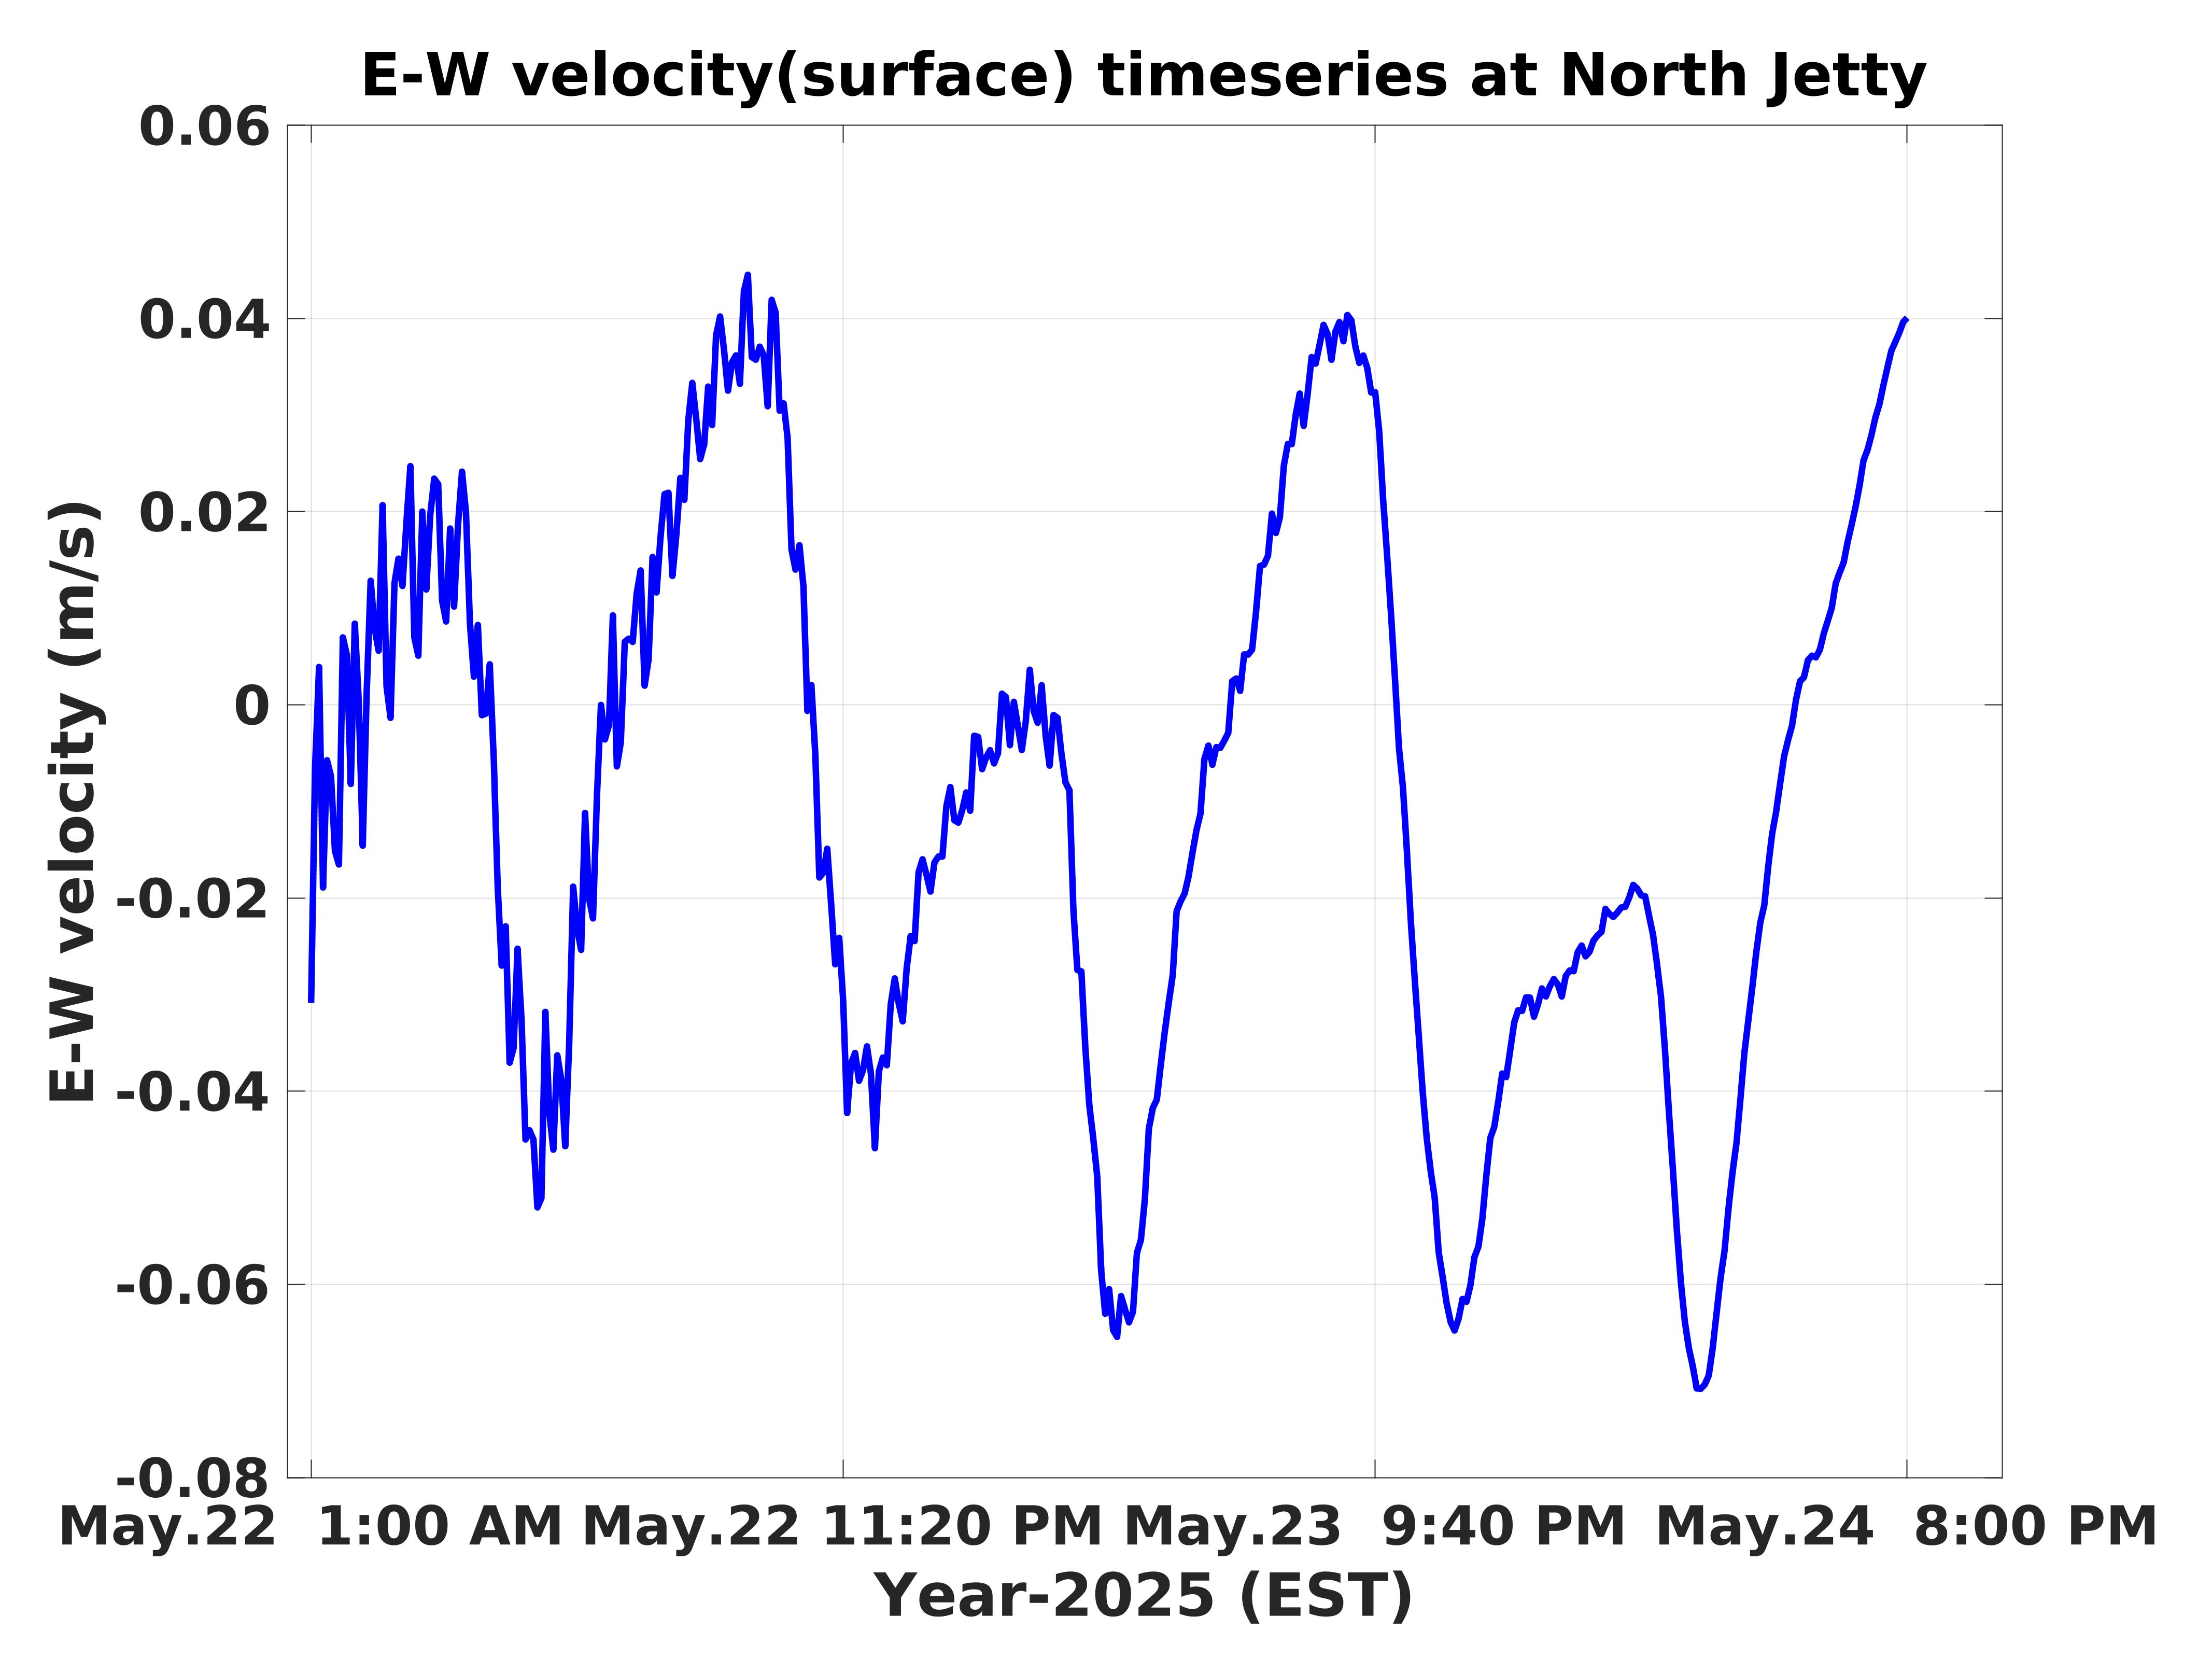 E-W velocity(surface) timeseries at North Jetty
0.06
0.04
0.02
0
-0.02
-0.04
-0.06
-0.08
E-W velocity (m/s)
May.22 1:00 AM May.22 11:20 PM May.23 9:40 PM May.24 8:00 PM
Year-2025 (EST)